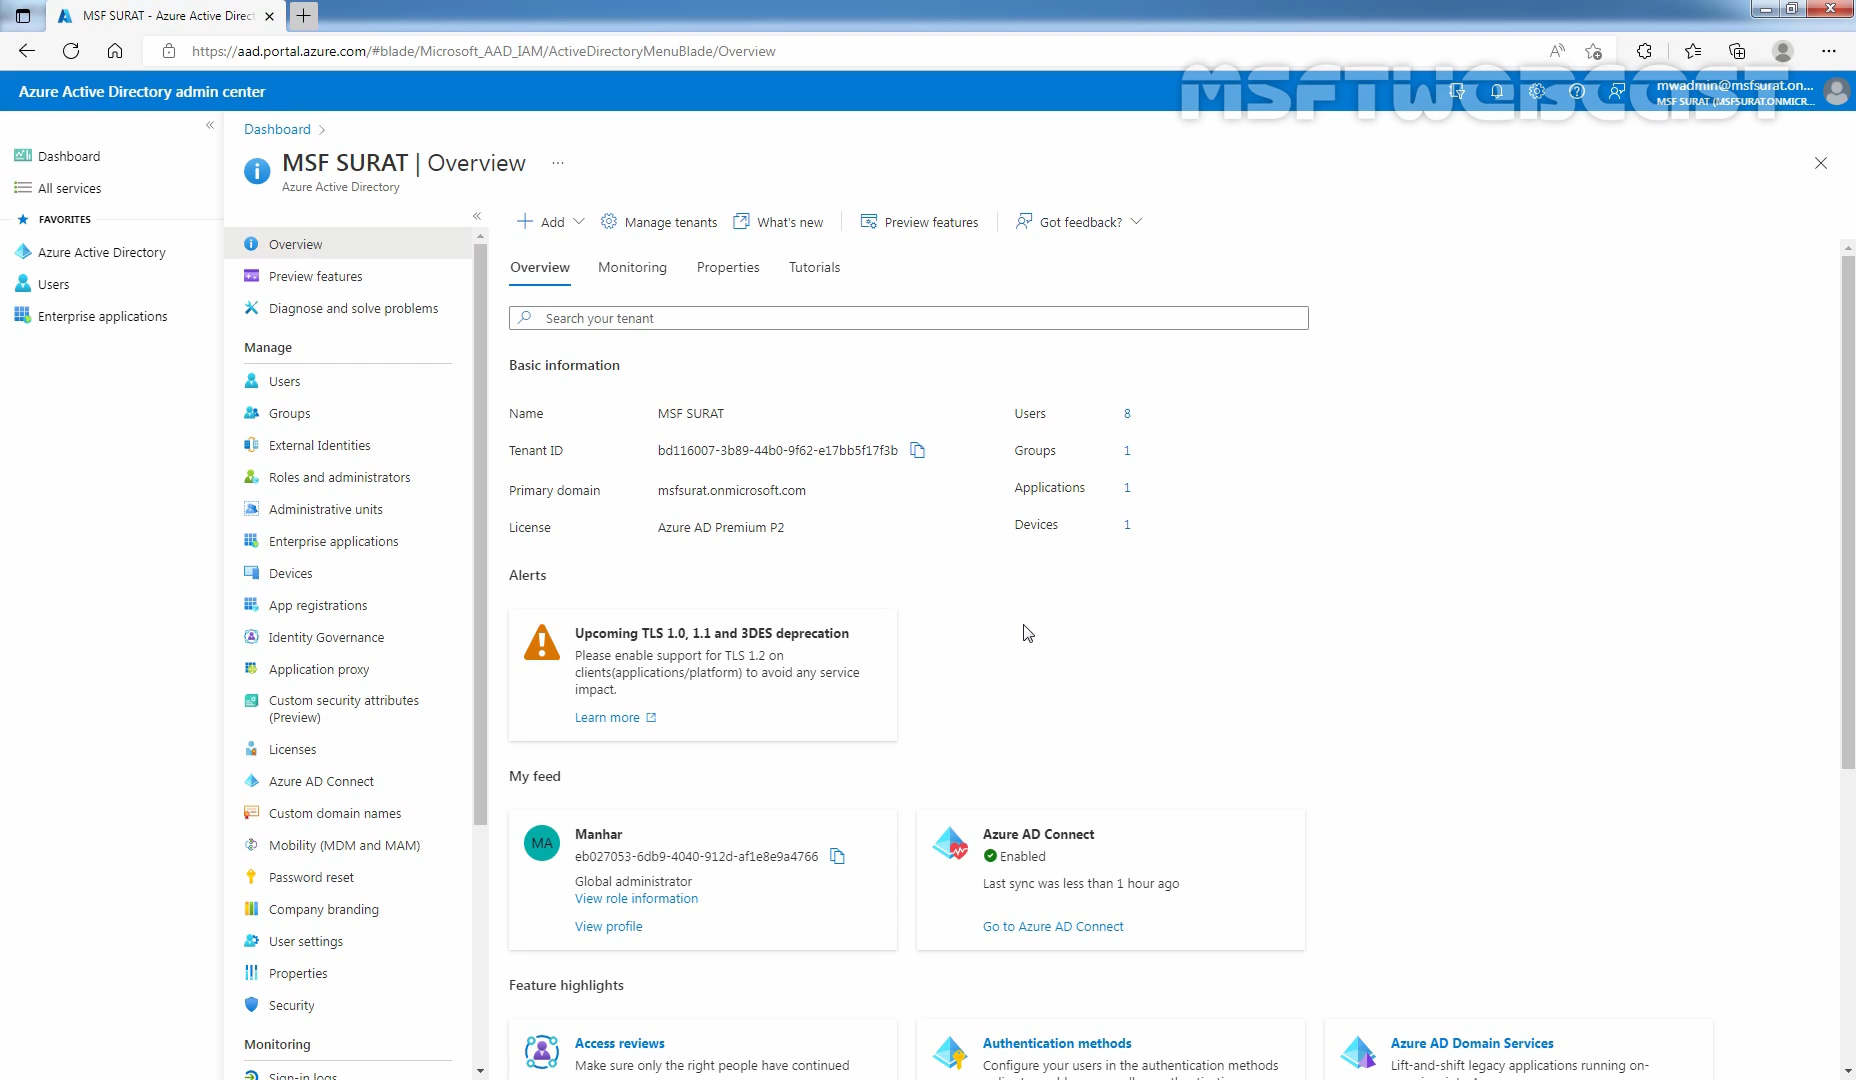 MSF SURAT - Azure Active Direct
https://aad.portal.azure.com/#blade/Microsoft_AAD_IAM/ActiveDirectoryMenuBlade/Overview
MSFTWEBCAST
Azure Active Directory admin center
mwadmin@msfsurat.on...
MSF SURAT (MSFSURAT.ONMICR...
Dashboard
All services
FAVORITES
Azure Active Directory
Users
Enterprise applications
Dashboard >
MSF SURAT | Overview ...
Azure Active Directory
Overview
Preview features
Diagnose and solve problems
Manage
Users
Groups
External Identities
Roles and administrators
Administrative units
Enterprise applications
Devices
App registrations
Identity Governance
Application proxy
Custom security attributes
(Preview)
Licenses
Azure AD Connect
Custom domain names
Mobility (MDM and MAM)
Password reset
Company branding
User settings
Properties
Security
Monitoring
Sign-in logs
Add Manage tenants What's new Preview features Got feedback?
Overview Monitoring Properties Tutorials
Search your tenant
Basic information
Name MSF SURAT Users 8
Tenant ID bd116007-3b89-44b0-9f62-e17bb5f17f3b Groups 1
Primary domain msfsurat.onmicrosoft.com Applications 1
License Azure AD Premium P2 Devices 1
Alerts
Upcoming TLS 1.0, 1.1 and 3DES deprecation
Please enable support for TLS 1.2 on
clients(applications/platform) to avoid any service
impact.
Learn more
My feed
MA
Manhar
eb027053-6db9-4040-912d-af1e8e9a4766
Global administrator
View role information
View profile
Azure AD Connect
Enabled
Last sync was less than 1 hour ago
Go to Azure AD Connect
Feature highlights
Access reviews
Make sure only the right people have continued
Authentication methods
Configure your users in the authentication methods
Azure AD Domain Services
Lift-and-shift legacy applications running on-